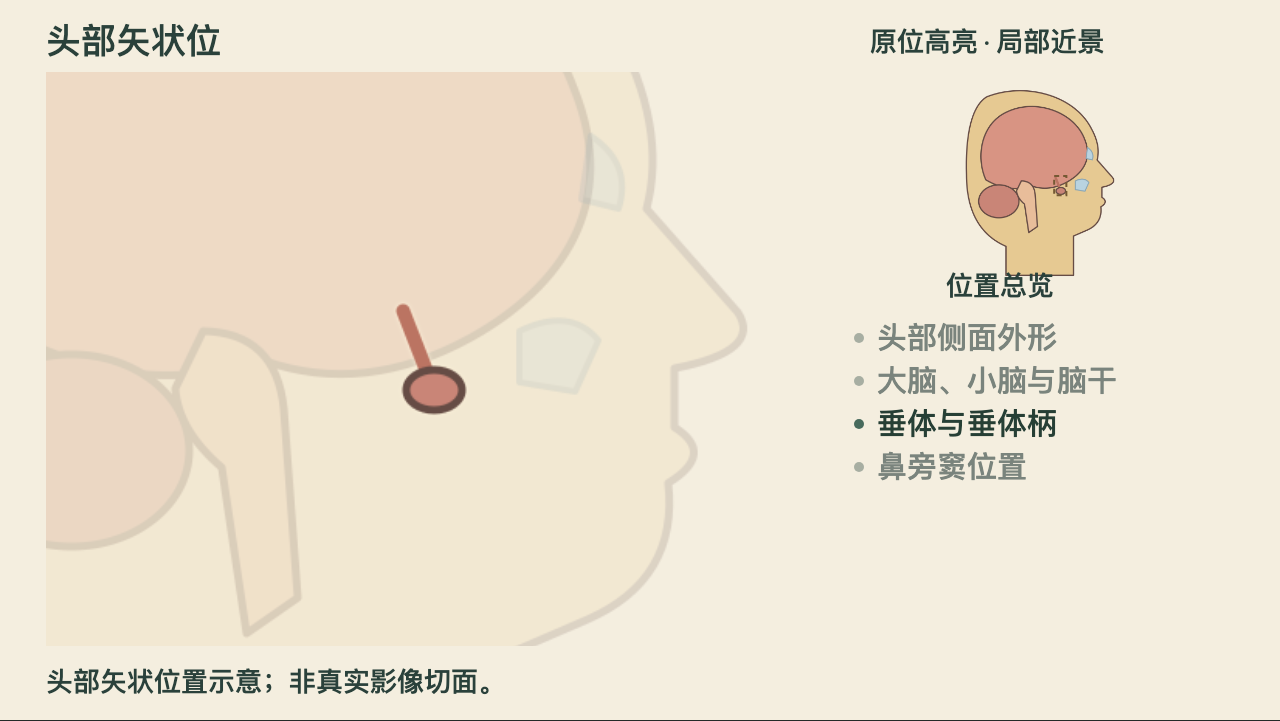 头部矢状位
原位高亮 · 局部近景
位置总览
头部侧面外形
大脑、小脑与脑干
垂体与垂体柄
鼻旁窦位置
头部矢状位置示意；非真实影像切面。